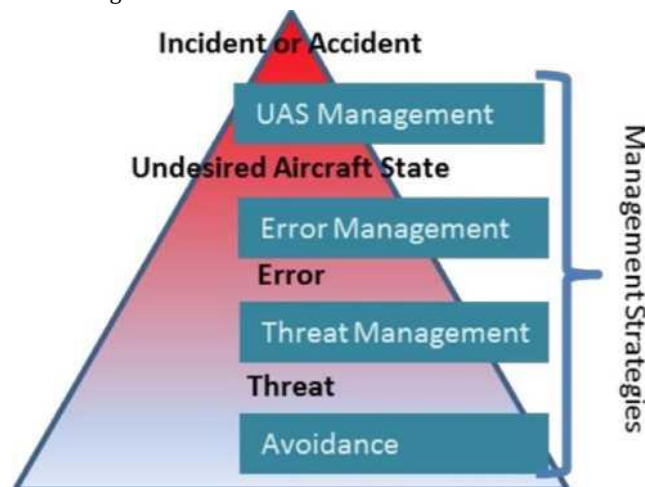 Incident or Accident
UAS Management
Undesired Aircraft State
Error Management
Error
Threat Management
Threat
Avoidance
Management Strategies